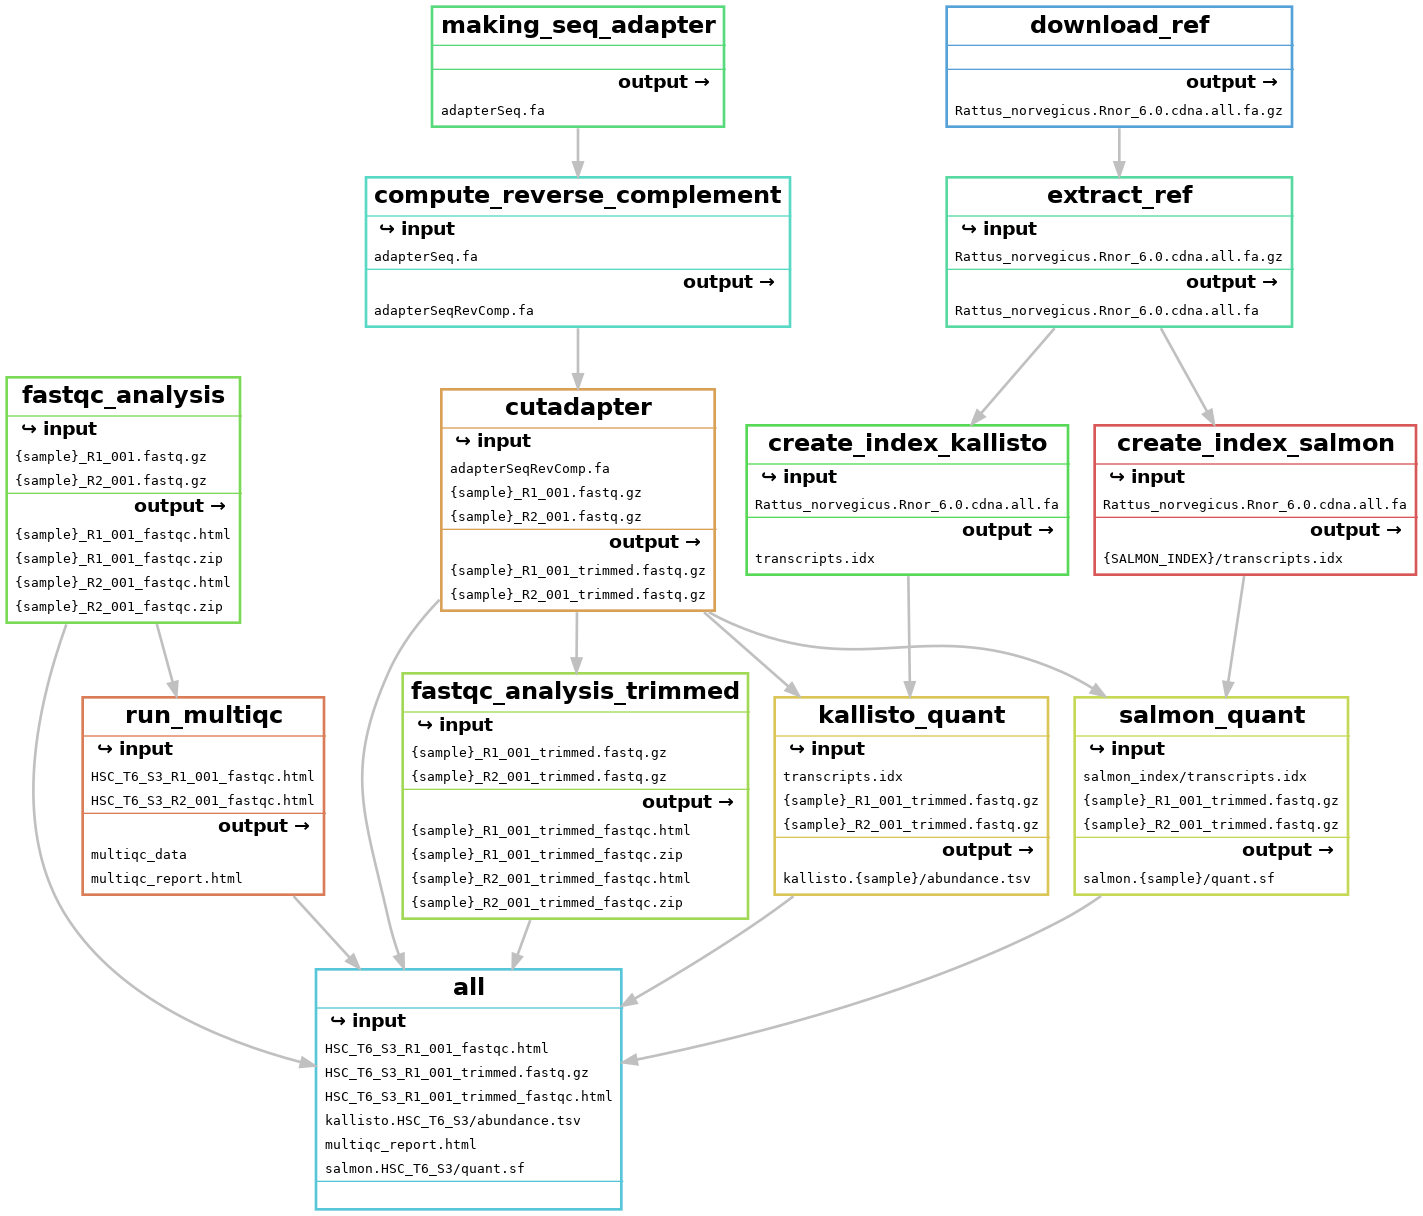 making_seq_adapter
output →
adapterSeq.fa
download_ref
output →
Rattus_norvegicus.Rnor_6.0.cdna.all.fa.gz
compute_reverse_complement
↪ input
adapterSeq.fa
output →
adapterSeqRevComp.fa
extract_ref
↪ input
Rattus_norvegicus.Rnor_6.0.cdna.all.fa.gz
output →
Rattus_norvegicus.Rnor_6.0.cdna.all.fa
fastqc_analysis
↪ input
{sample}_R1_001.fastq.gz
{sample}_R2_001.fastq.gz
output →
{sample}_R1_001_fastqc.html
{sample}_R1_001_fastqc.zip
{sample}_R2_001_fastqc.html
{sample}_R2_001_fastqc.zip
cutadapter
↪ input
adapterSeqRevComp.fa
{sample}_R1_001.fastq.gz
{sample}_R2_001.fastq.gz
output →
{sample}_R1_001_trimmed.fastq.gz
{sample}_R2_001_trimmed.fastq.gz
create_index_kallisto
↪ input
Rattus_norvegicus.Rnor_6.0.cdna.all.fa
output →
transcripts.idx
create_index_salmon
↪ input
Rattus_norvegicus.Rnor_6.0.cdna.all.fa
output →
{SALMON_INDEX}/transcripts.idx
run_multiqc
↪ input
HSC_T6_S3_R1_001_fastqc.html
HSC_T6_S3_R2_001_fastqc.html
output →
multiqc_data
multiqc_report.html
fastqc_analysis_trimmed
↪ input
{sample}_R1_001_trimmed.fastq.gz
{sample}_R2_001_trimmed.fastq.gz
output →
{sample}_R1_001_trimmed_fastqc.html
{sample}_R1_001_trimmed_fastqc.zip
{sample}_R2_001_trimmed_fastqc.html
{sample}_R2_001_trimmed_fastqc.zip
kallisto_quant
↪ input
transcripts.idx
{sample}_R1_001_trimmed.fastq.gz
{sample}_R2_001_trimmed.fastq.gz
output →
kallisto.{sample}/abundance.tsv
salmon_quant
↪ input
salmon_index/transcripts.idx
{sample}_R1_001_trimmed.fastq.gz
{sample}_R2_001_trimmed.fastq.gz
output →
salmon.{sample}/quant.sf
all
↪ input
HSC_T6_S3_R1_001_fastqc.html
HSC_T6_S3_R1_001_trimmed.fastq.gz
HSC_T6_S3_R1_001_trimmed_fastqc.html
kallisto.HSC_T6_S3/abundance.tsv
multiqc_report.html
salmon.HSC_T6_S3/quant.sf